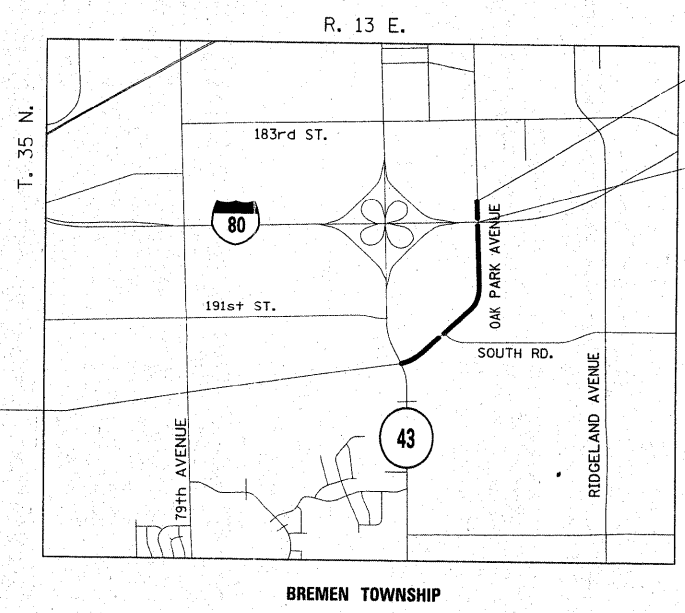 R. 13 E.
T. 35 N.
183rd ST.
80
OAK PARK AVENUE
191st ST.
SOUTH RD.
RIDGELAND AVENUE
79th AVENUE
43
BREMEN TOWNSHIP